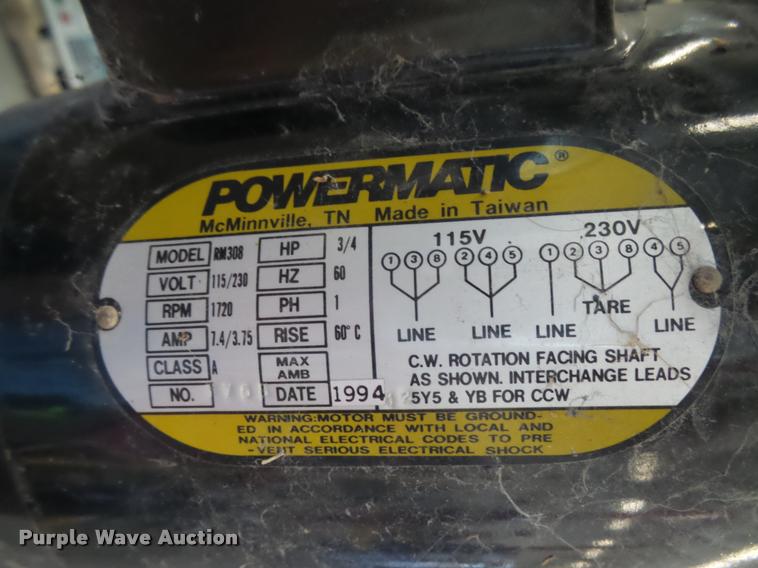 POWERMATIC®
McMinnville, TN Made in Taiwan
MODEL RM308 HP 3/4
VOLT 115/230 HZ 60
RPM 1720 PH 1
AMP 7.4/3.75 RISE 60°C
CLASS A MAX AMB
NO. DATE 1994
115V 230V
1 3 8 2 4 5 1 2 3 8 4 5
TARE
LINE LINE LINE LINE
C.W. ROTATION FACING SHAFT
AS SHOWN. INTERCHANGE LEADS
5Y5 & YB FOR CCW
WARNING:MOTOR MUST BE GROUND-
ED IN ACCORDANCE WITH LOCAL AND
NATIONAL ELECTRICAL CODES TO PRE
-VENT SERIOUS ELECTRICAL SHOCK
Purple Wave Auction